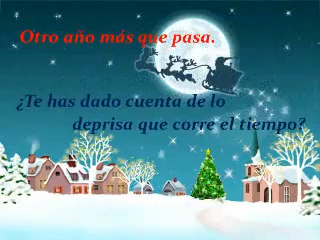 Otro año más que pasa.
¿Te has dado cuenta de lo
deprisa que corre el tiempo?